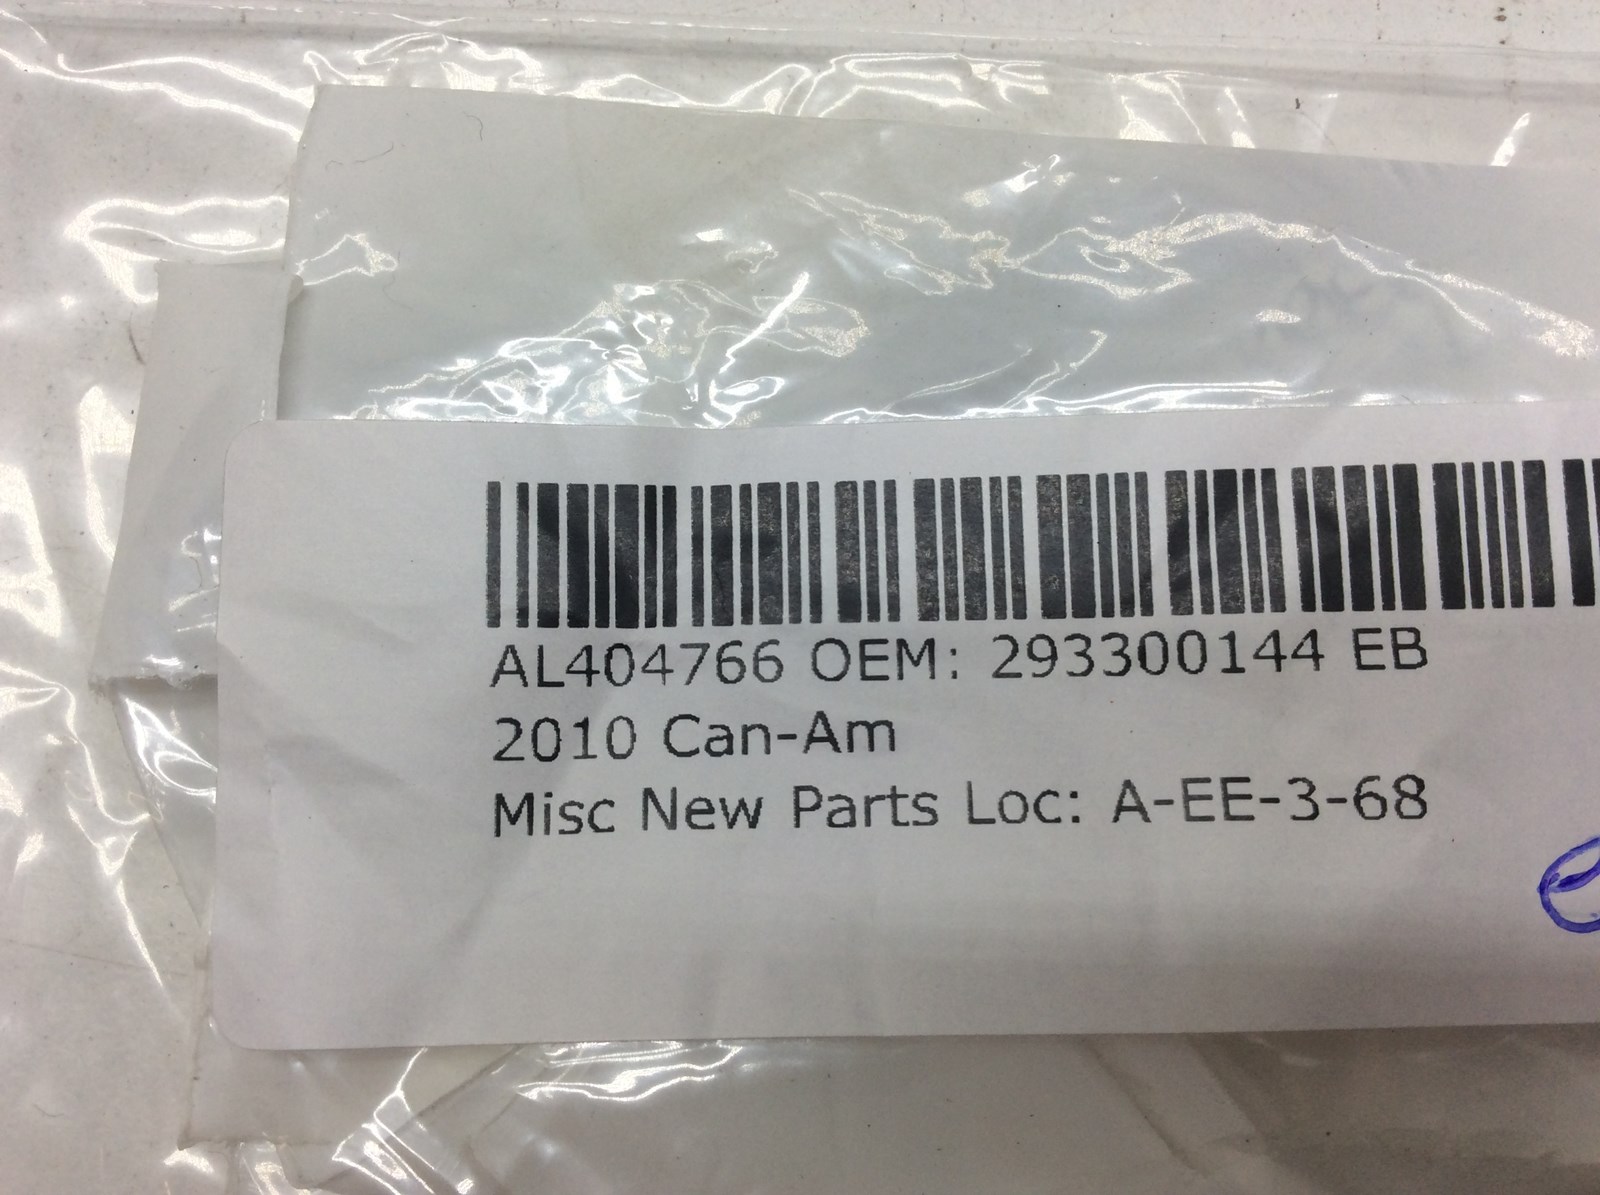 AL404766 OEM: 293300144 EB
2010 Can-Am
Misc New Parts Loc: A-EE-3-68